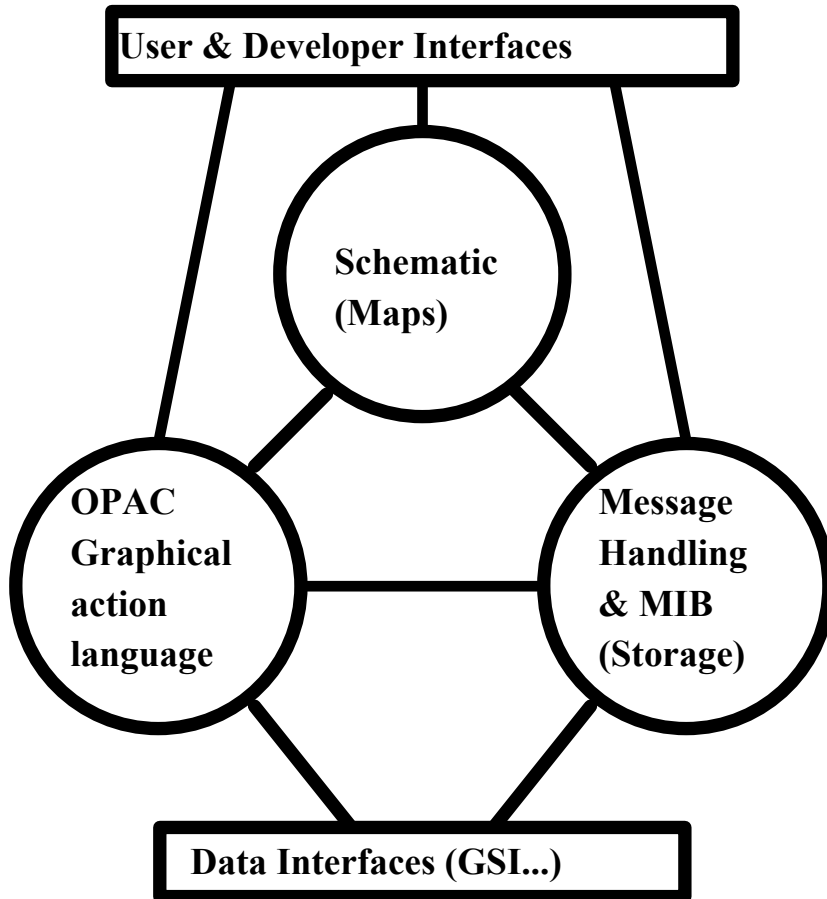 User & Developer Interfaces
Schematic
(Maps)
OPAC
Graphical
action
language
Message
Handling
& MIB
(Storage)
Data Interfaces (GSI...)